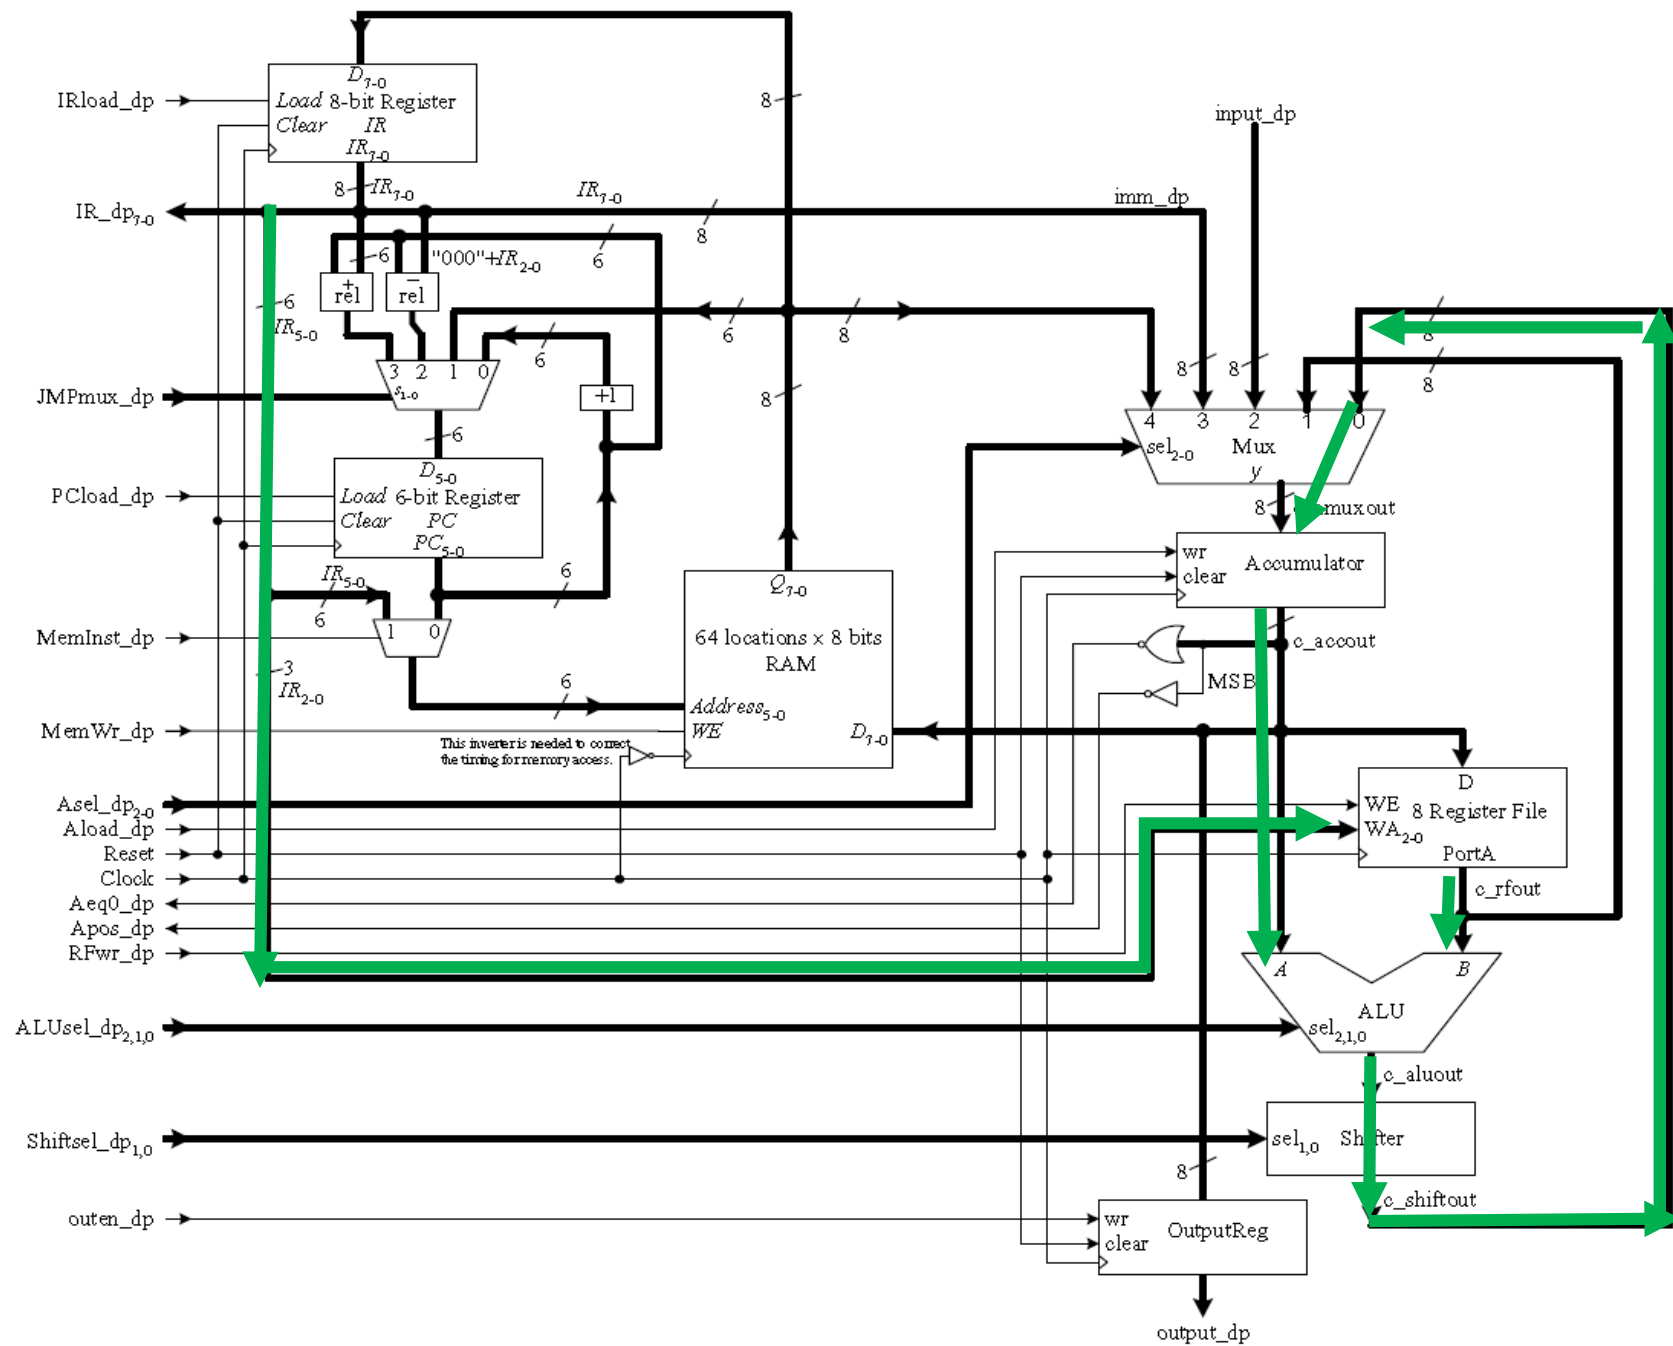 D7-0
IRload_dp
Load 8-bit Register
Clear IR
IR7-0
8
input_dp
8
IR7-0
IR7-0
imm_dp
IR_dp7-0
8
6
6
"000"+IR2-0
+
rel
−
rel
6
IR5-0
6
8
6
8
8
8
8
3 2 1 0
s1-0
JMPmux_dp
+1
8
4 3 2 1 0
Mux
sel2-0
y
6
D5-0
PCload_dp
Load 6-bit Register
Clear PC
PC5-0
8
muxout
wr
clear
Accumulator
IR5-0
6
6
Q7-0
1 0
MemInst_dp
64 locations x 8 bits
RAM
c_accout
3
IR2-0
MSB
6
Address5-0
MemWr_dp
WE
D7-0
This inverter is needed to correct
the timing for memory access.
D
Asel_dp2-0
WE
8 Register File
Aload_dp
WA2-0
Reset
PortA
Clock
c_rfout
Aeq0_dp
Apos_dp
RFwr_dp
A
B
ALU
ALUsel_dp2,1,0
sel2,1,0
c_aluout
Shiftsel_dp1,0
sel1,0
Shifter
8
c_shiftout
outen_dp
wr
clear
OutputReg
output_dp